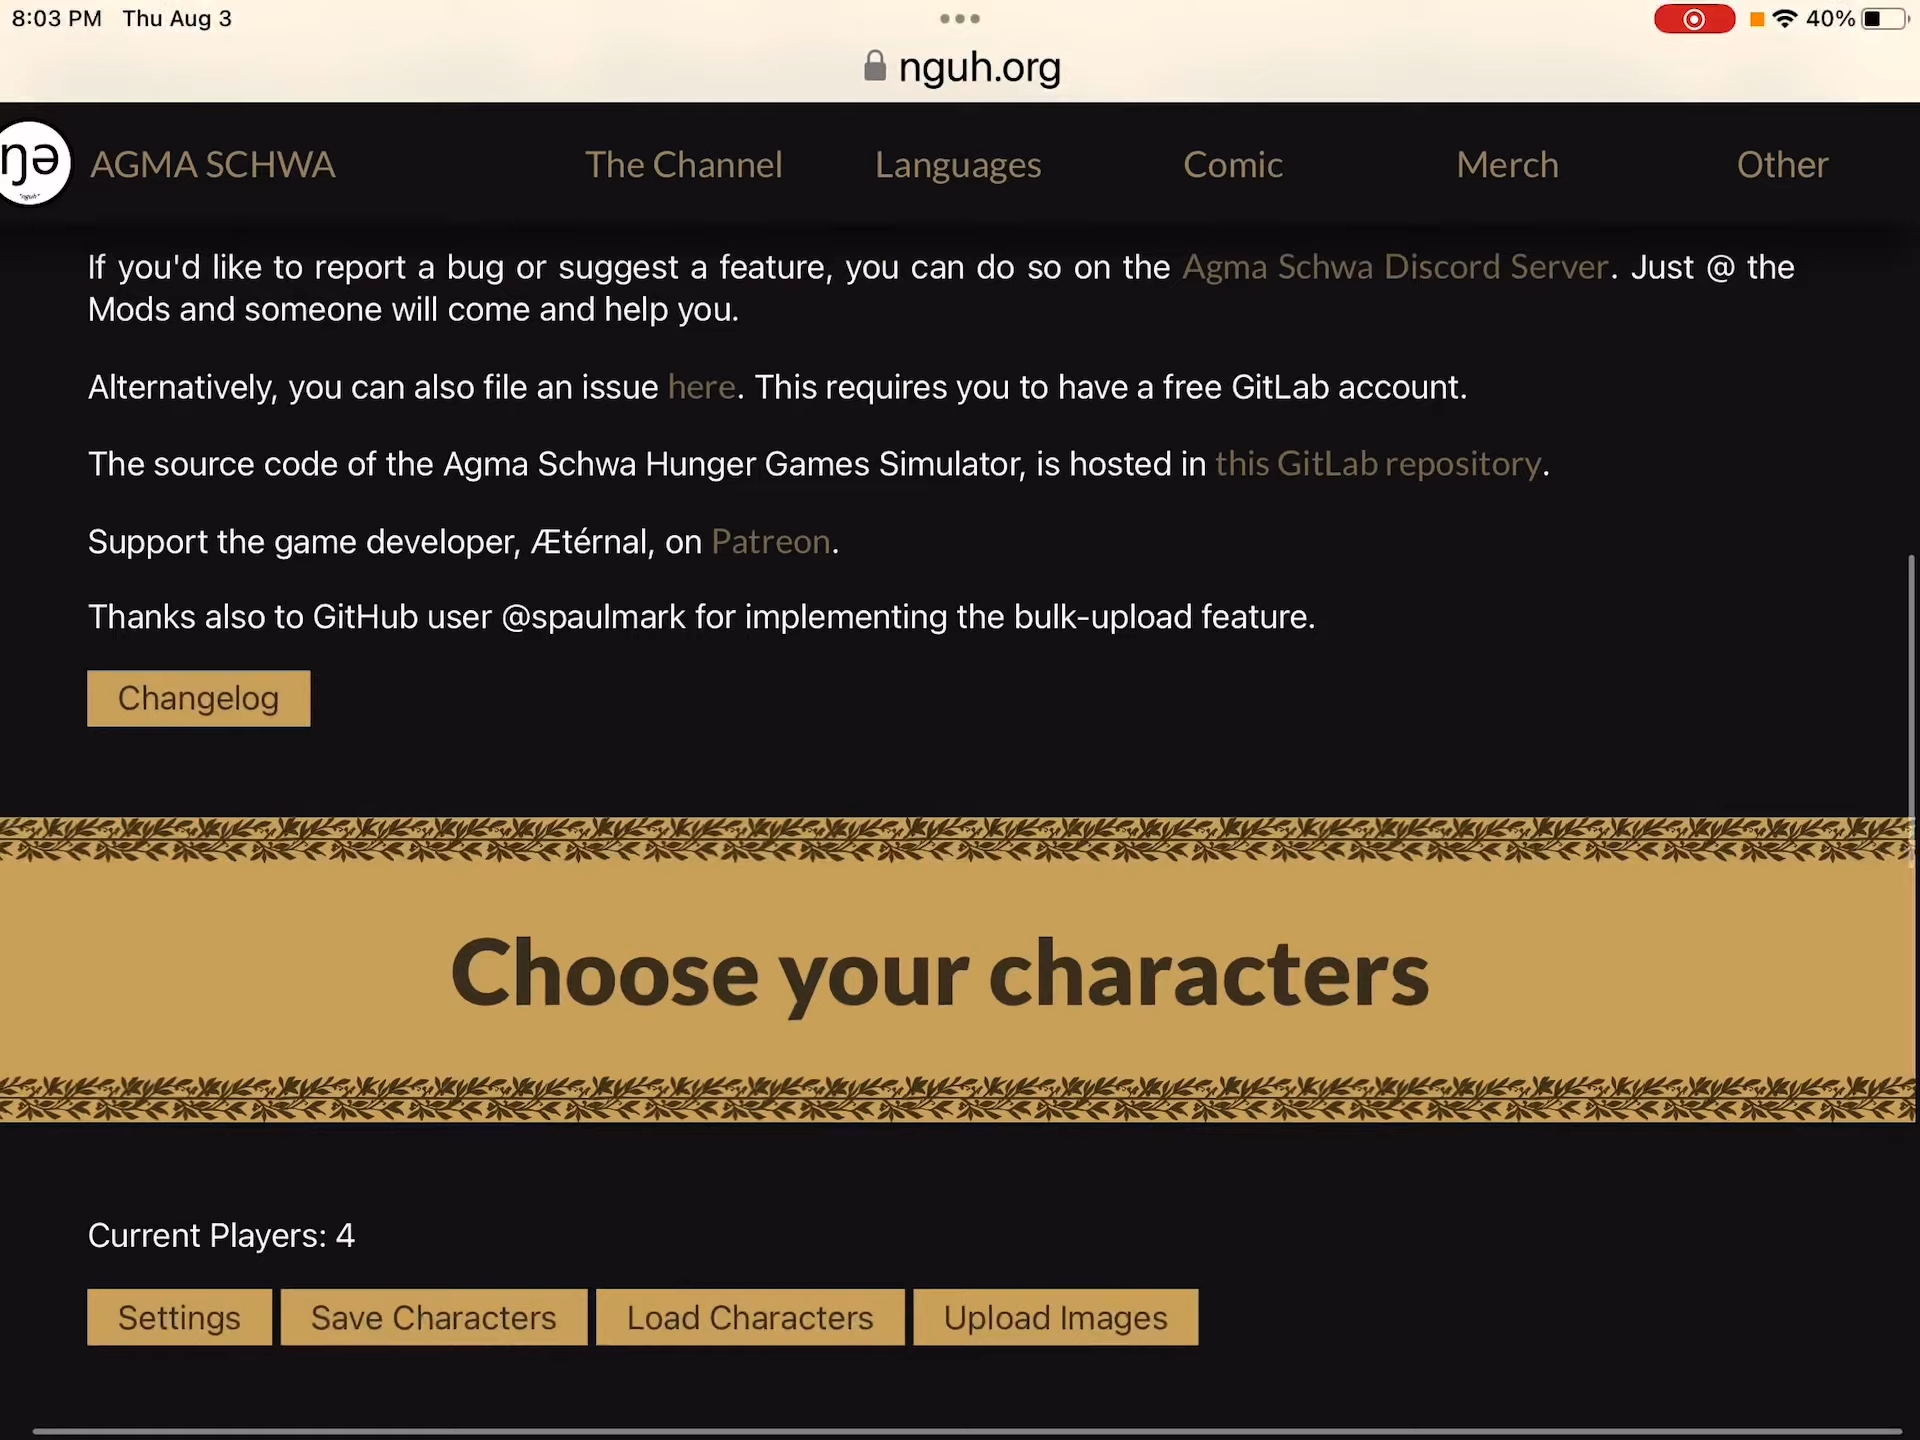 8:03 PM Thu Aug 3
40%
nguh.org
ŋə
"nguh"
AGMA SCHWA
The Channel
Languages
Comic
Merch
Other
If you'd like to report a bug or suggest a feature, you can do so on the Agma Schwa Discord Server. Just @ the
Mods and someone will come and help you.
Alternatively, you can also file an issue here. This requires you to have a free GitLab account.
The source code of the Agma Schwa Hunger Games Simulator, is hosted in this GitLab repository.
Support the game developer, Ætérnal, on Patreon.
Thanks also to GitHub user @spaulmark for implementing the bulk-upload feature.
Changelog
Choose your characters
Current Players: 4
Settings
Save Characters
Load Characters
Upload Images